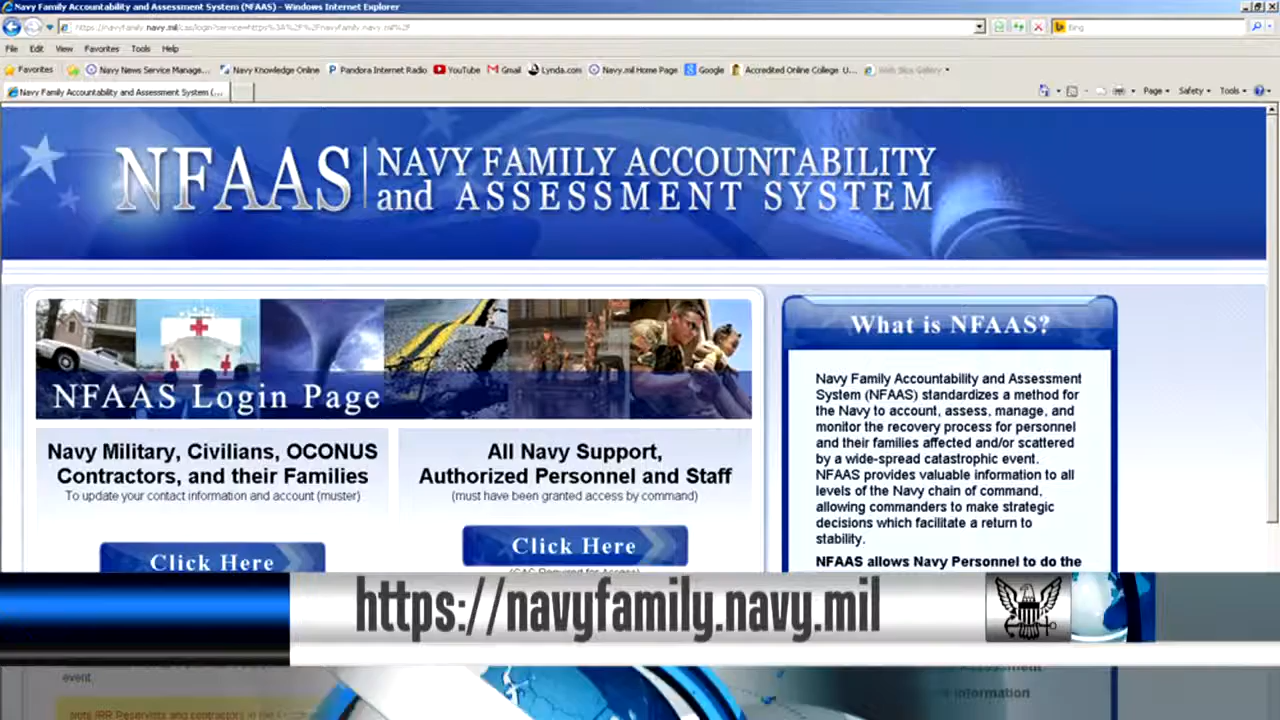 Navy Family Accountability and Assessment System (NFAAS) - Windows Internet Explorer
File Edit View Favorites Tools Help
Favorites Navy News Service Manage... Navy Knowledge Online Pandora Internet Radio YouTube Gmail Lynda.com Navy.mil Home Page Google Accredited Online College U... Web Slice Gallery
Bing
Navy Family Accountability and Assessment System (...
Page Safety Tools
NFAAS
NAVY FAMILY ACCOUNTABILITY
and ASSESSMENT SYSTEM
NFAAS Login Page
Navy Military, Civilians, OCONUS
Contractors, and their Families
To update your contact information and account (muster)
Click Here
All Navy Support,
Authorized Personnel and Staff
(must have been granted access by command)
Click Here
(CAC Required for Access)
What is NFAAS?
Navy Family Accountability and Assessment
System (NFAAS) standardizes a method for
the Navy to account, assess, manage, and
monitor the recovery process for personnel
and their families affected and/or scattered
by a wide-spread catastrophic event.
NFAAS provides valuable information to all
levels of the Navy chain of command,
allowing commanders to make strategic
decisions which facilitate a return to
stability.
NFAAS allows Navy Personnel to do the
https://navyfamily.navy.mil
event.
information